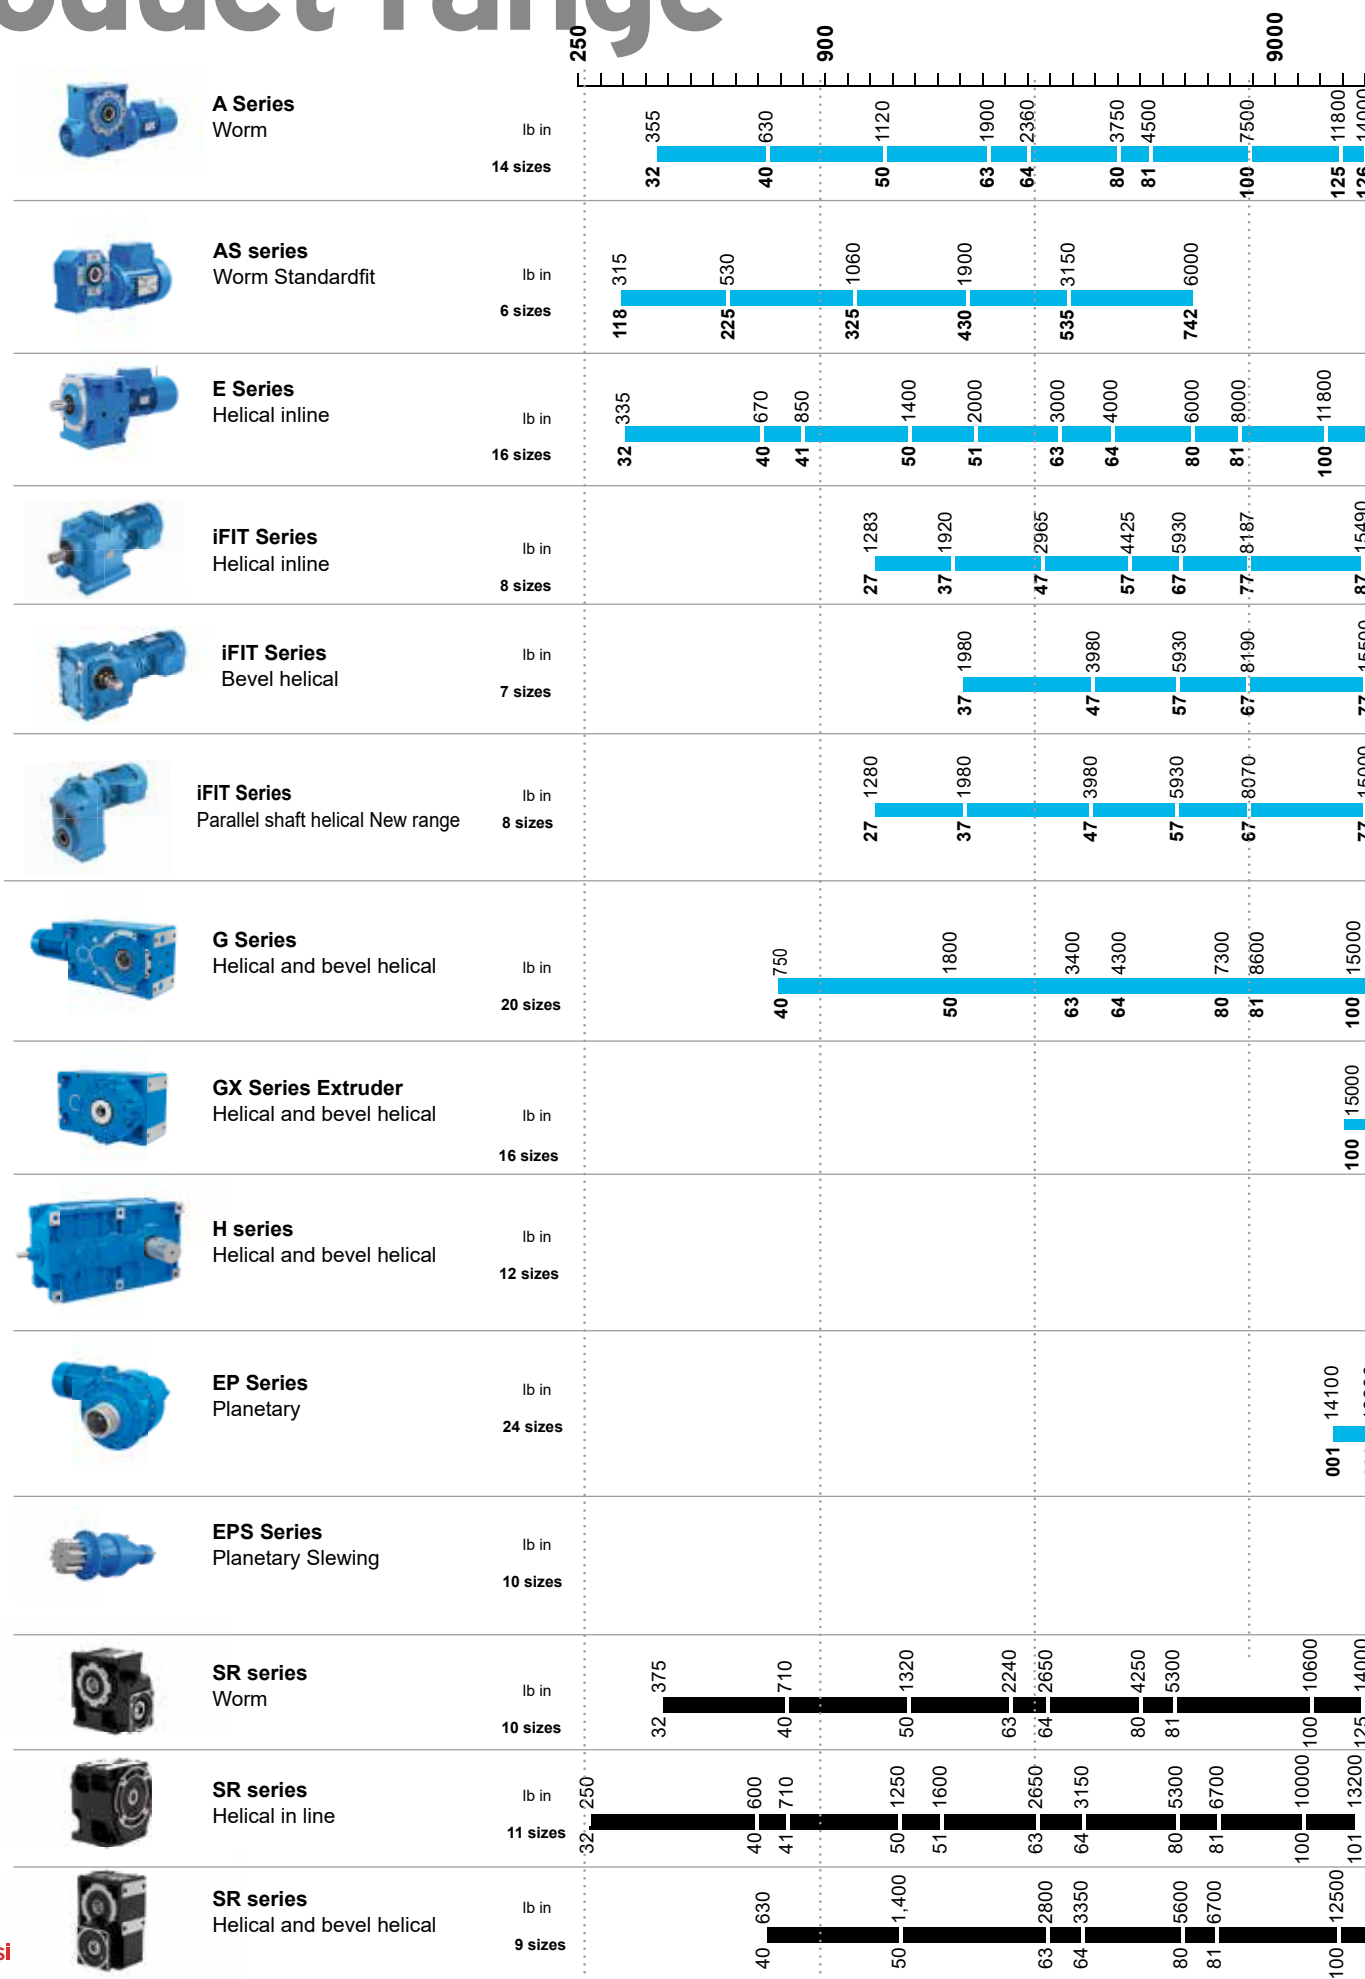 oduct range
250 900 9000
A Series
Worm
lb in
14 sizes
355 630 1120 1900 2360 3750 4500 7500 11800 14000
32 40 50 63 64 80 81 100 125 126
AS series
Worm Standardfit
lb in
6 sizes
315 530 1060 1900 3150 6000
118 225 325 430 535 742
E Series
Helical inline
lb in
16 sizes
335 670 850 1400 2000 3000 4000 6000 8000 11800
32 40 41 50 51 63 64 80 81 100
iFIT Series
Helical inline
lb in
8 sizes
1283 1920 2965 4425 5930 8187 15490
27 37 47 57 67 77 87
iFIT Series
Bevel helical
lb in
7 sizes
1980 3980 5930 8190 15500
37 47 57 67 77
iFIT Series
Parallel shaft helical New range
lb in
8 sizes
1280 1980 3980 5930 8070 15000
27 37 47 57 67 77
G Series
Helical and bevel helical
lb in
20 sizes
750 1800 3400 4300 7300 8600 15000
40 50 63 64 80 81 100
GX Series Extruder
Helical and bevel helical
lb in
16 sizes
15000
100
H series
Helical and bevel helical
lb in
12 sizes
EP Series
Planetary
lb in
24 sizes
14100
001
EPS Series
Planetary Slewing
lb in
10 sizes
SR series
Worm
lb in
10 sizes
375 710 1320 2240 2650 4250 5300 10600 14000
32 40 50 63 64 80 81 100 125
SR series
Helical in line
lb in
11 sizes
250 600 710 1250 1600 2650 3150 5300 6700 10000 13200
32 40 41 50 51 63 64 80 81 100 101
SR series
Helical and bevel helical
lb in
9 sizes
630 1,400 2800 3350 5600 6700 12500
40 50 63 64 80 81 100
si